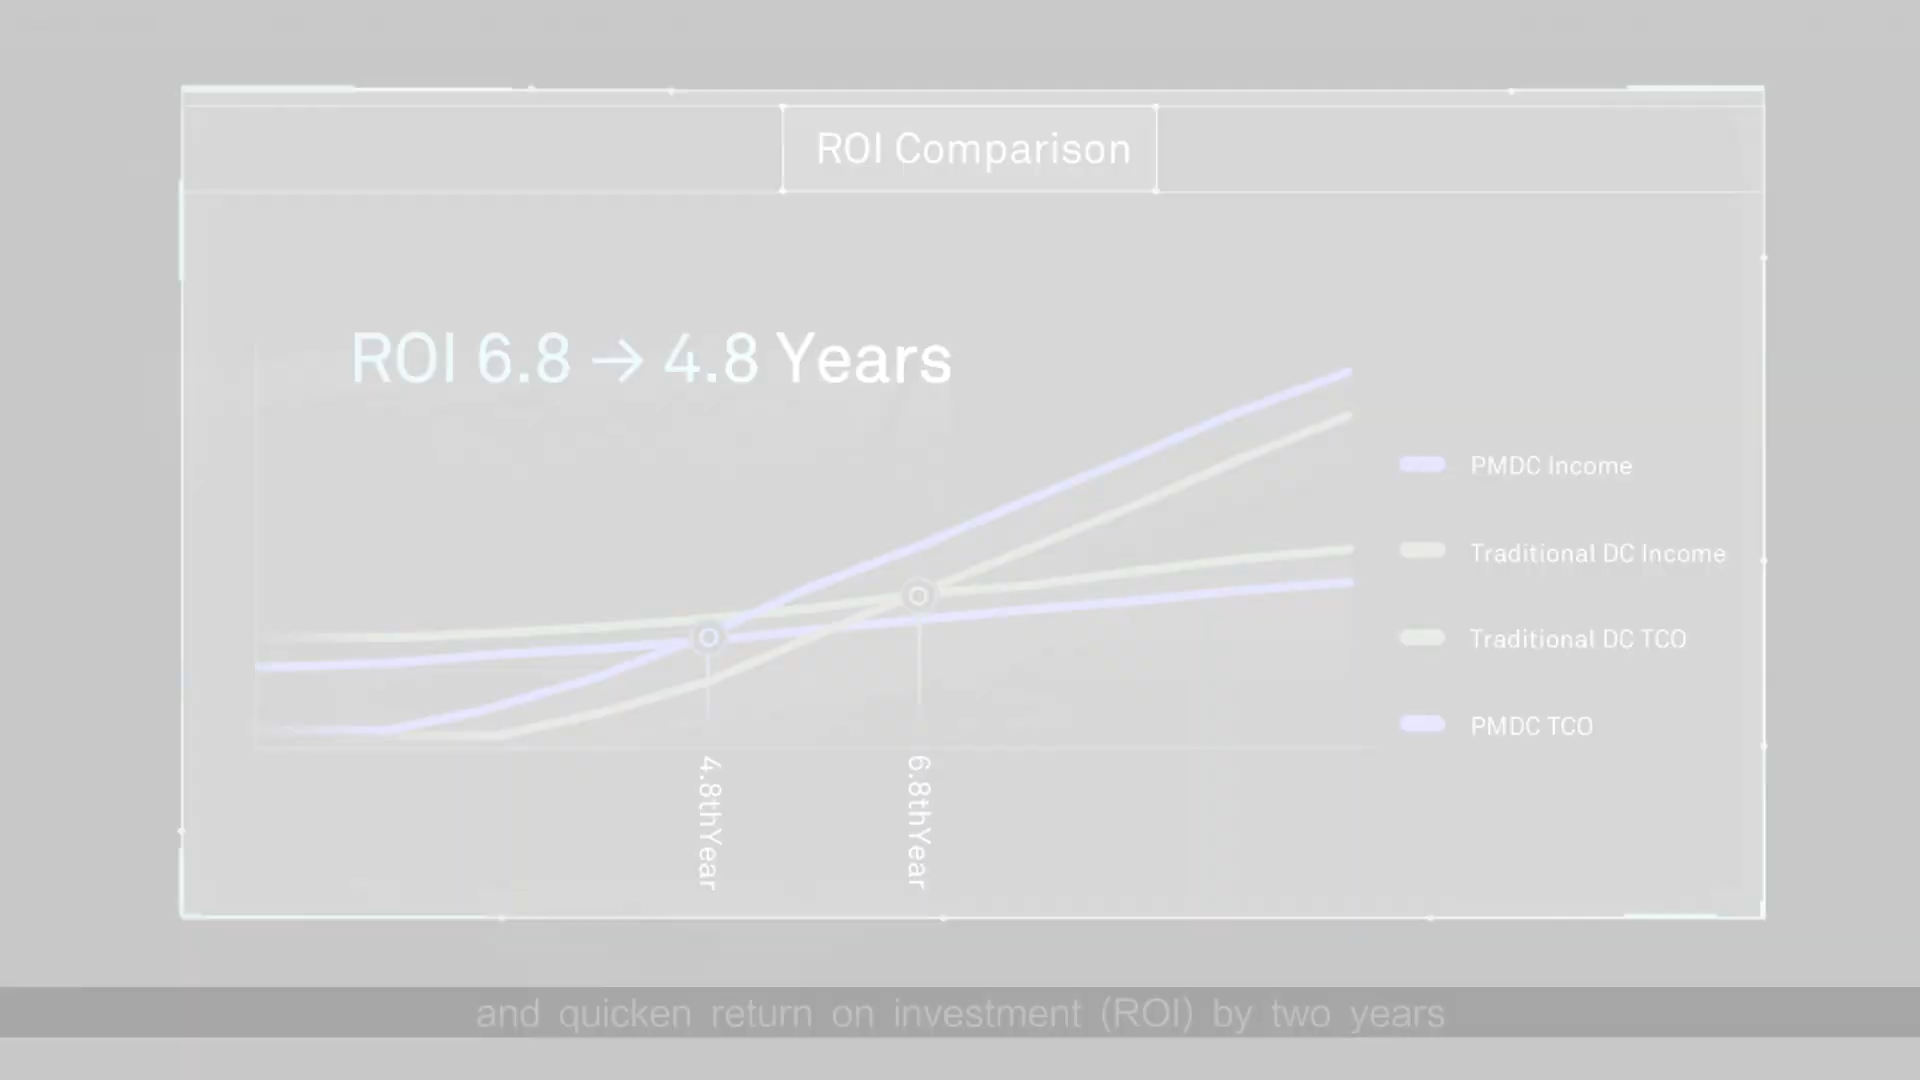 ROI Comparison
ROI 6.8 → 4.8 Years
PMDC Income
Traditional DC Income
Traditional DC TCO
PMDC TCO
4.8thYear
6.8thYear
and quicken return on investment (ROI) by two years